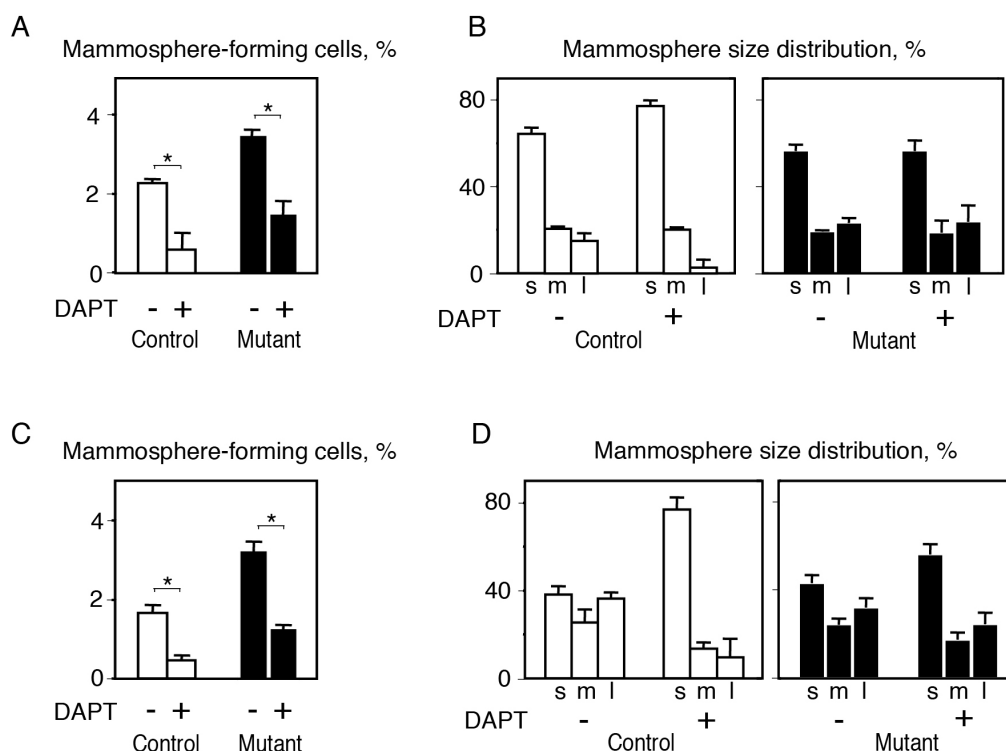 A
Mammosphere-forming cells, %
4
2
0
* *
DAPT - + - +
Control Mutant
B
Mammosphere size distribution, %
80
40
0
s m l s m l s m l s m l
DAPT - + - +
Control Mutant
C
Mammosphere-forming cells, %
4
2
0
* *
DAPT - + - +
Control Mutant
D
Mammosphere size distribution, %
80
40
0
s m l s m l s m l s m l
DAPT - + - +
Control Mutant